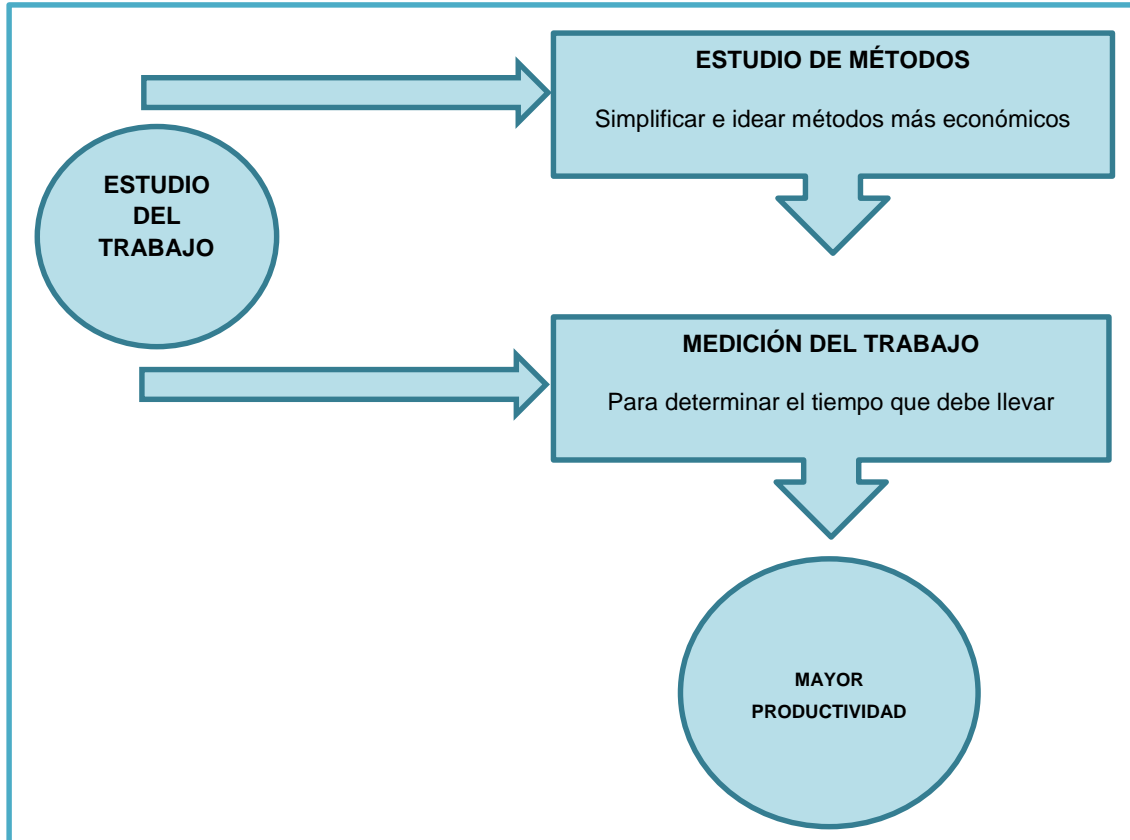 ESTUDIO DE MÉTODOS
Simplificar e idear métodos más económicos
ESTUDIO
DEL
TRABAJO
MEDICIÓN DEL TRABAJO
Para determinar el tiempo que debe llevar
MAYOR
PRODUCTIVIDAD